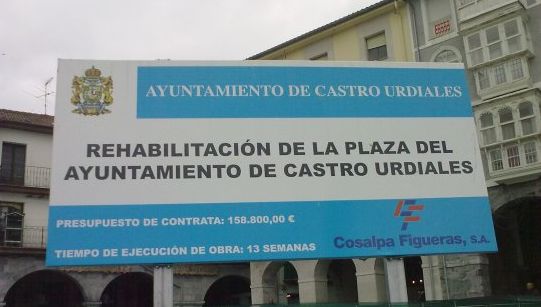 AYUNTAMIENTO DE CASTRO URDIALES
REHABILITACIÓN DE LA PLAZA DEL
AYUNTAMIENTO DE CASTRO URDIALES
PRESUPUESTO DE CONTRATA: 158.800,00 €
TIEMPO DE EJECUCIÓN DE OBRA: 13 SEMANAS
Cosalpa Figueras, S.A.